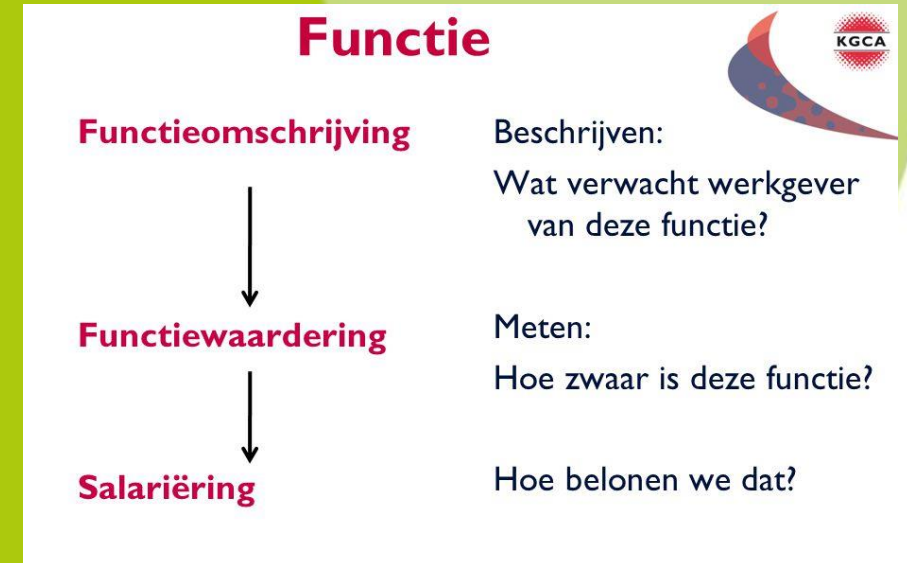 Functie
KGCA
Functieomschrijving
Beschrijven:
Wat verwacht werkgever
van deze functie?
Functiewaardering
Meten:
Hoe zwaar is deze functie?
Salariëring
Hoe belonen we dat?